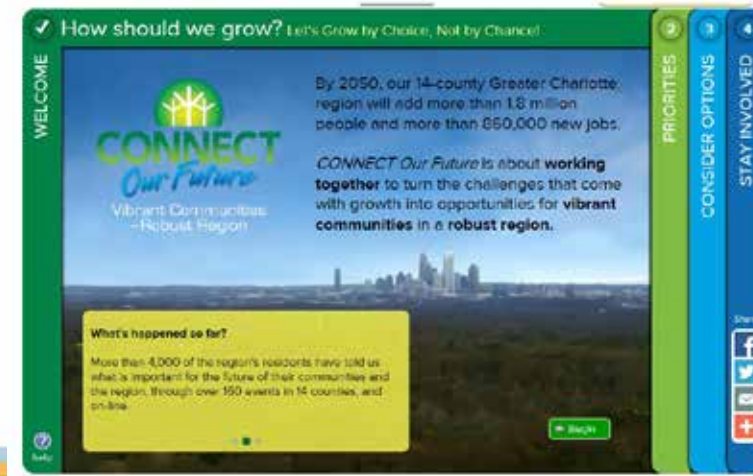 How should we grow? Let's Grow by Choice, Not by Chance!
WELCOME
CONNECT
Our Future
Vibrant Communities
–Robust Region
By 2050, our 14-county Greater Charlotte
region will add more than 1.8 million
people and more than 860,000 new jobs.
CONNECT Our Future is about working
together to turn the challenges that come
with growth into opportunities for vibrant
communities in a robust region.
What's happened so far?
More than 4,000 of the region's residents have told us
what is important for the future of their communities and
the region, through over 160 events in 14 counties, and
on-line.
Begin
help
2
PRIORITIES
3
CONSIDER OPTIONS
4
STAY INVOLVED